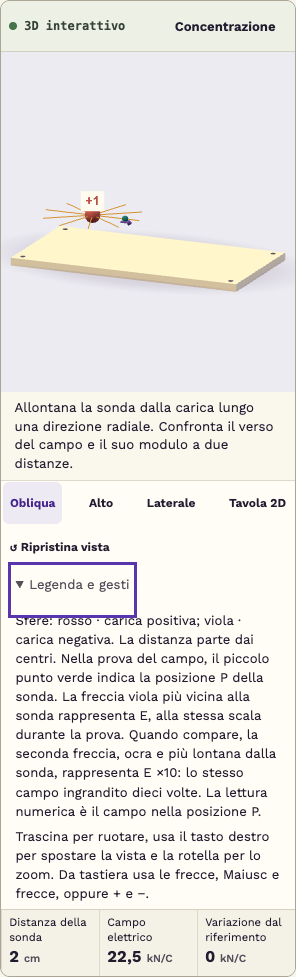 3D interattivo
Concentrazione
+1
Allontana la sonda dalla carica lungo
una direzione radiale. Confronta il verso
del campo e il suo modulo a due
distanze.
Obliqua
Alto
Laterale
Tavola 2D
↺ Ripristina vista
▼ Legenda e gesti
Sfere: rosso · carica positiva; viola ·
carica negativa. La distanza parte dai
centri. Nella prova del campo, il piccolo
punto verde indica la posizione P della
sonda. La freccia viola più vicina alla
sonda rappresenta E, alla stessa scala
durante la prova. Quando compare, la
seconda freccia, ocra e più lontana dalla
sonda, rappresenta E ×10: lo stesso
campo ingrandito dieci volte. La lettura
numerica è il campo nella posizione P.
Trascina per ruotare, usa il tasto destro
per spostare la vista e la rotella per lo
zoom. Da tastiera usa le frecce, Maiusc e
frecce, oppure + e −.
Distanza della
sonda
2 cm
Campo
elettrico
22,5 kN/C
Variazione dal
riferimento
0 kN/C